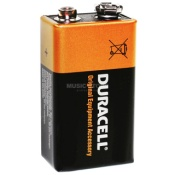 DURACELL
Original Equipment Accessory